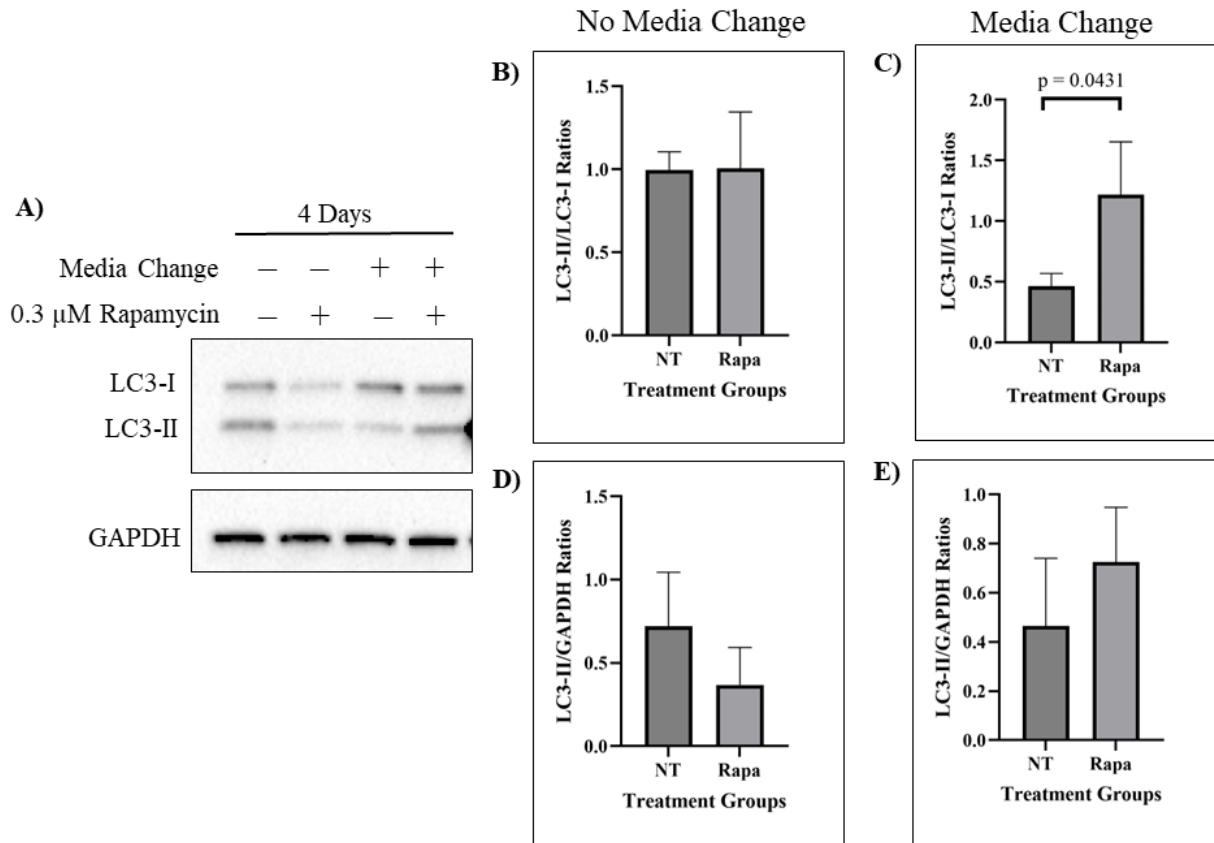 No Media Change
Media Change
A)
4 Days
Media Change – – + +
0.3 μM Rapamycin – + – +
LC3-I
LC3-II
GAPDH
B)
LC3-II/LC3-I Ratios
1.5
1.0
0.5
0.0
NT Rapa
Treatment Groups
C)
p = 0.0431
LC3-II/LC3-I Ratios
2.0
1.5
1.0
0.5
0.0
NT Rapa
Treatment Groups
D)
LC3-II/GAPDH Ratios
1.5
1.0
0.5
0.0
NT Rapa
Treatment Groups
E)
LC3-II/GAPDH Ratios
1.0
0.8
0.6
0.4
0.2
0.0
NT Rapa
Treatment Groups